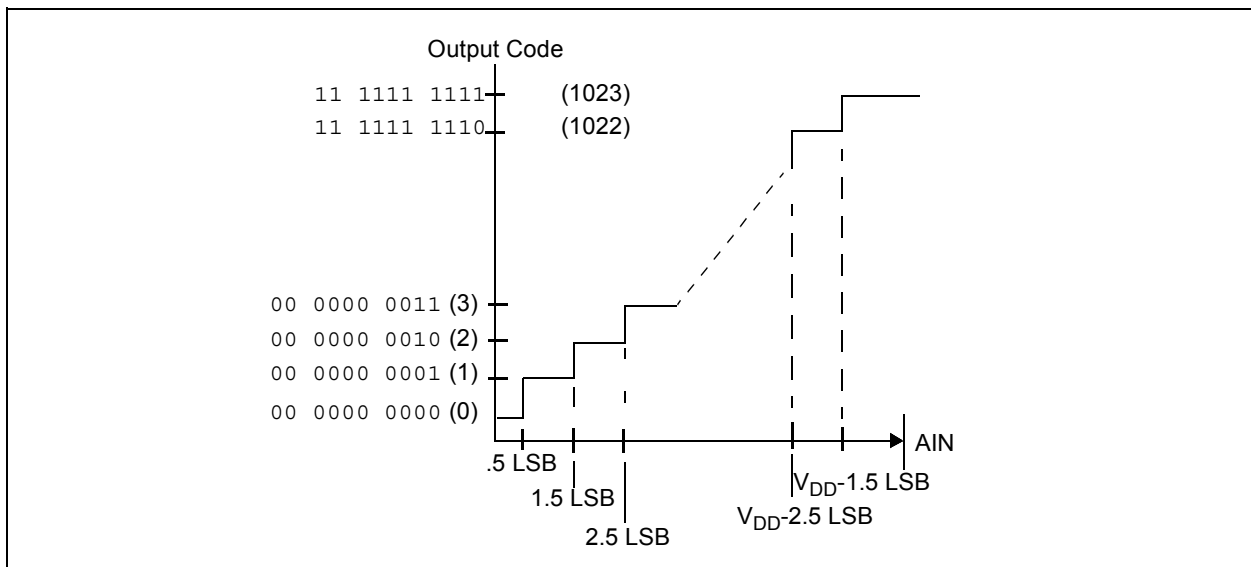 Output Code
11 1111 1111 (1023)
11 1111 1110 (1022)
00 0000 0011 (3)
00 0000 0010 (2)
00 0000 0001 (1)
00 0000 0000 (0)
AIN
.5 LSB
1.5 LSB
2.5 LSB
VDD-1.5 LSB
VDD-2.5 LSB